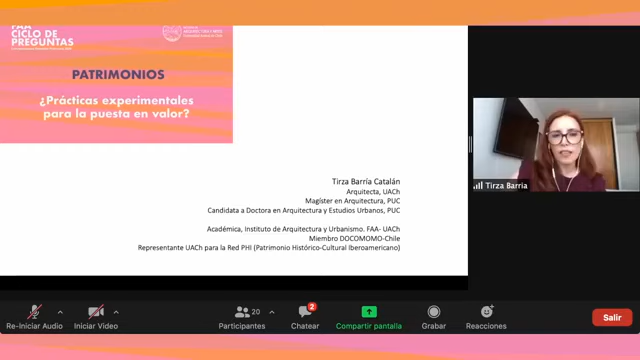 FAA
CICLO DE
PREGUNTAS
PATRIMONIOS
¿Prácticas experimentales
para la puesta en valor?
Tirza Barría Catalán
Arquitecta, UACh
Magíster en Arquitectura, PUC
Candidata a Doctora en Arquitectura y Estudios Urbanos, PUC
Académica, Instituto de Arquitectura y Urbanismo. FAA- UACh
Miembro DOCOMOMO-Chile
Representante UACh para la Red PHI (Patrimonio Histórico-Cultural Iberoamericano)
Tirza Barría
20
2
Re-Iniciar Audio
Iniciar Video
Participantes
Chatear
Compartir pantalla
Grabar
Reacciones
Salir